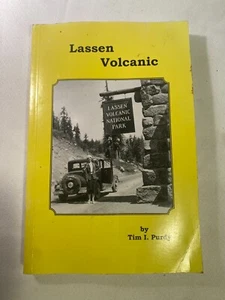 Lassen
Volcanic
LASSEN
VOLCANIC
NATIONAL
PARK
by
Tim I. Purdy